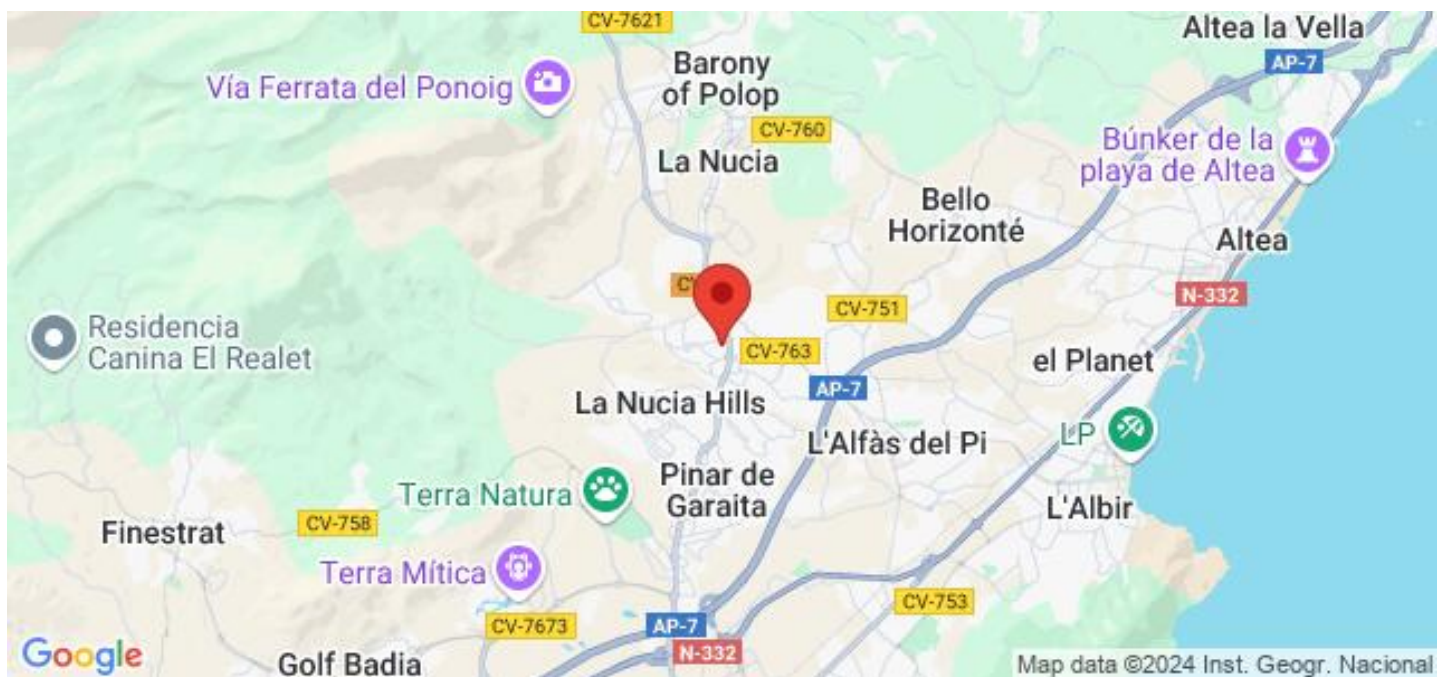 CV-7621
Altea la Vella
AP-7
Barony
of Polop
Vía Ferrata del Ponoig
CV-760
Búnker de la
playa de Altea
La Nucia
Bello
Horizonté
Altea
N-332
CV-751
Residencia
Canina El Realet
CV-763
el Planet
AP-7
La Nucia Hills
L'Alfàs del Pi
LP
Pinar de
Garaita
Terra Natura
L'Albir
CV-758
Finestrat
Terra Mítica
CV-753
CV-7673
AP-7
N-332
Google
Golf Badia
Map data ©2024 Inst. Geogr. Nacional